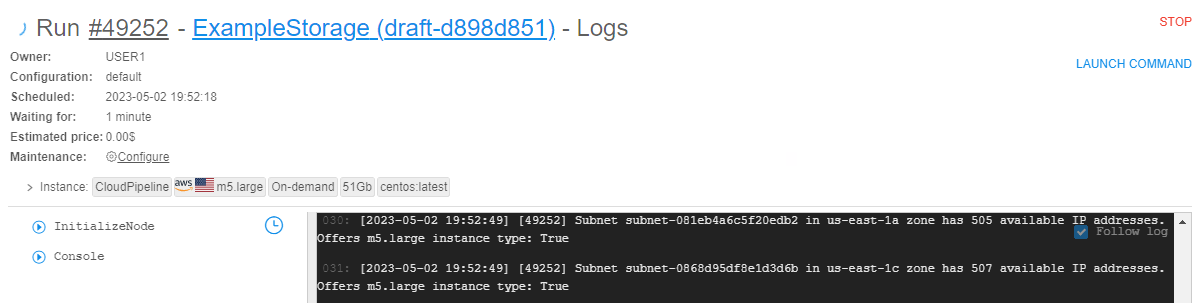 Run #49252 - ExampleStorage (draft-d898d851) - Logs
STOP
Owner: USER1
LAUNCH COMMAND
Configuration: default
Scheduled: 2023-05-02 19:52:18
Waiting for: 1 minute
Estimated price: 0.00$
Maintenance: Configure
Instance: CloudPipeline aws m5.large On-demand 51Gb centos:latest
InitializeNode
Console
030: [2023-05-02 19:52:49] [49252] Subnet subnet-081eb4a6c5f20edb2 in us-east-1a zone has 505 available IP addresses.
Follow log
Offers m5.large instance type: True
031: [2023-05-02 19:52:49] [49252] Subnet subnet-0868d95df8e1d3d6b in us-east-1c zone has 507 available IP addresses.
Offers m5.large instance type: True